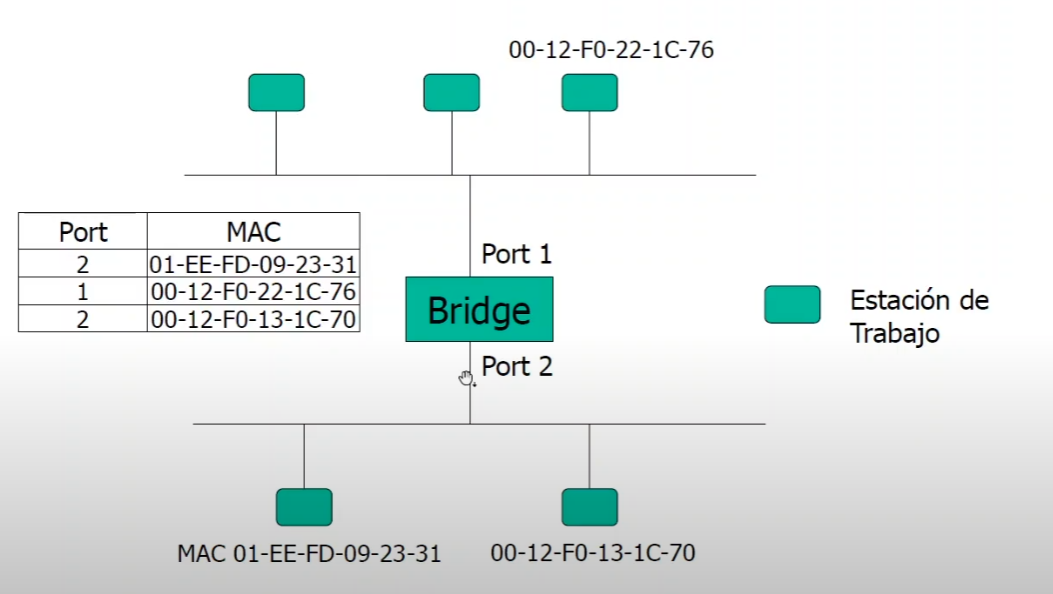 00-12-F0-22-1C-76
Port MAC
2 01-EE-FD-09-23-31
1 00-12-F0-22-1C-76
2 00-12-F0-13-1C-70
Port 1
Bridge
Port 2
Estación de
Trabajo
MAC 01-EE-FD-09-23-31
00-12-F0-13-1C-70